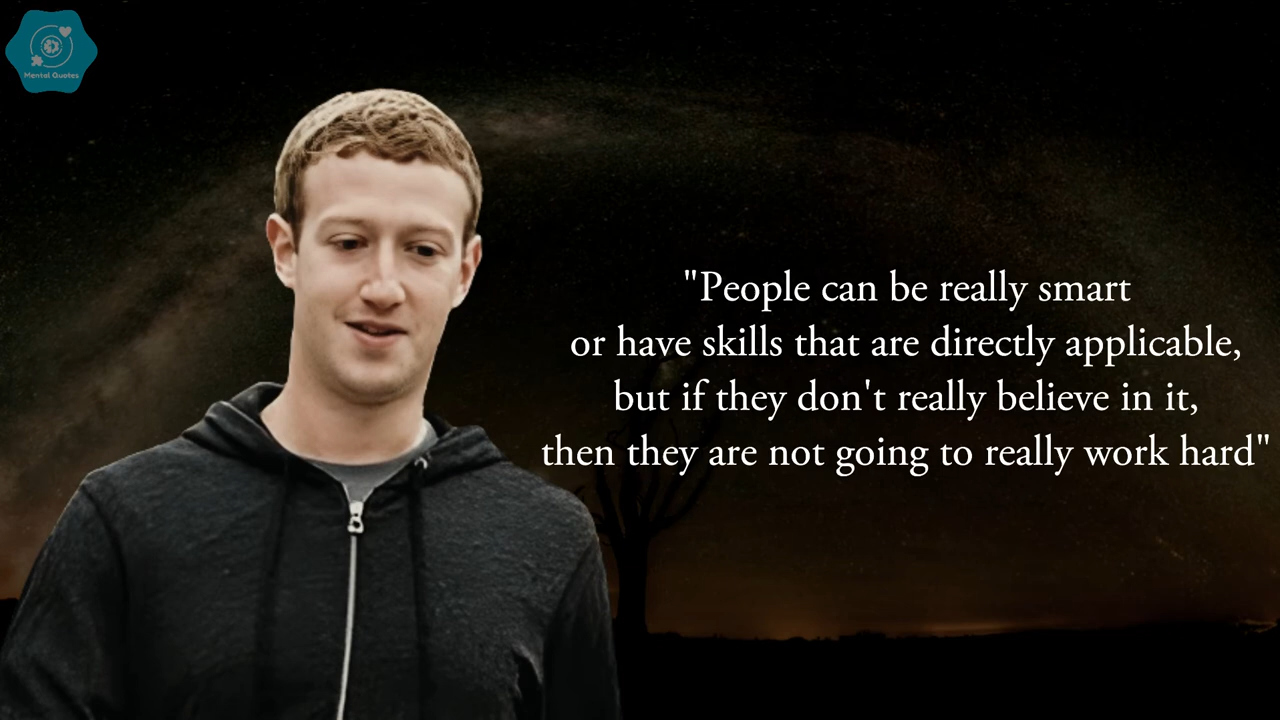 Mental Quotes
"People can be really smart
or have skills that are directly applicable,
but if they don't really believe in it,
then they are not going to really work hard"